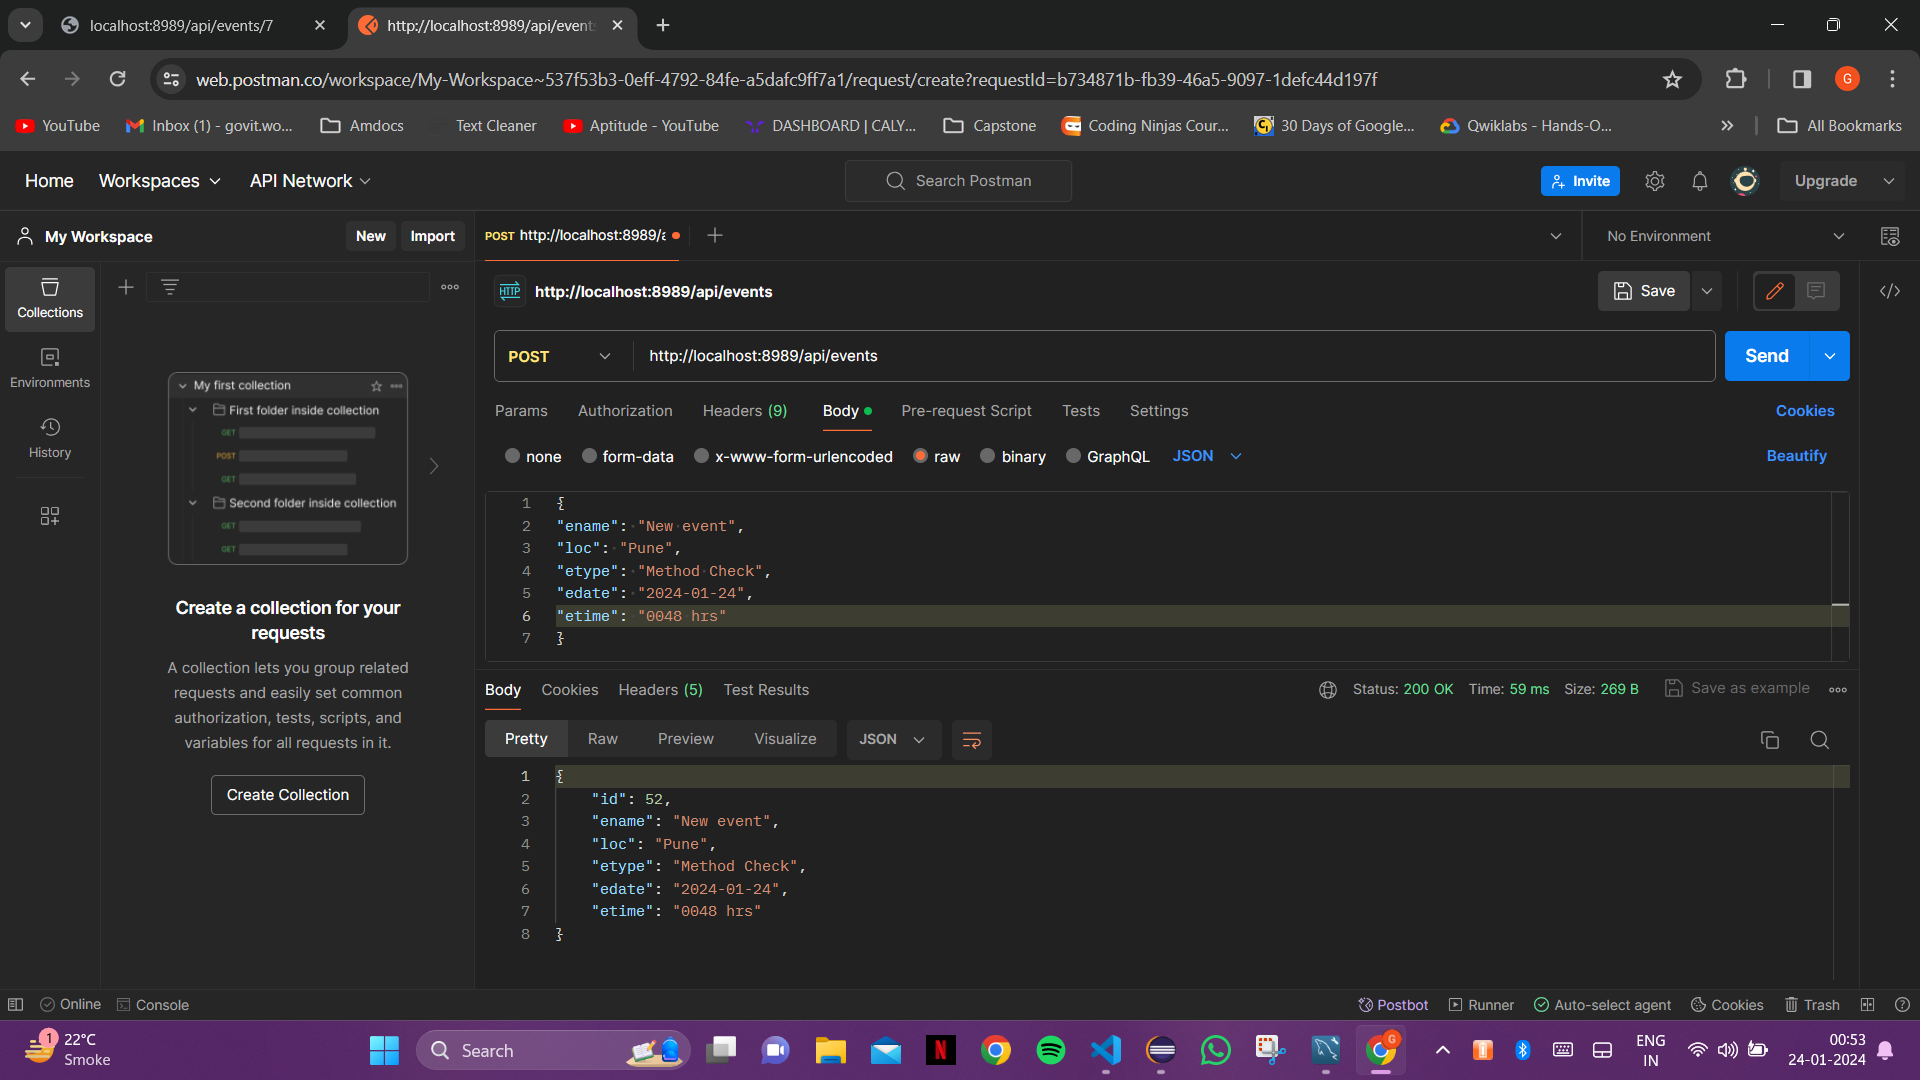 localhost:8989/api/events/7
http://localhost:8989/api/event
web.postman.co/workspace/My-Workspace~537f53b3-0eff-4792-84fe-a5dafc9ff7a1/request/create?requestId=b734871b-fb39-46a5-9097-1defc44d197f
G
YouTube
Inbox (1) - govit.wo...
Amdocs
Text Cleaner
Aptitude - YouTube
DASHBOARD | CALY...
Capstone
Coding Ninjas Cour...
30 Days of Google...
Qwiklabs - Hands-O...
All Bookmarks
Home
Workspaces
API Network
Search Postman
Invite
Upgrade
My Workspace
New
Import
POST http://localhost:8989/a
No Environment
Collections
Environments
History
My first collection
First folder inside collection
GET
POST
GET
Second folder inside collection
GET
GET
Create a collection for your
requests
A collection lets you group related
requests and easily set common
authorization, tests, scripts, and
variables for all requests in it.
Create Collection
HTTP
http://localhost:8989/api/events
Save
POST
http://localhost:8989/api/events
Send
Params
Authorization
Headers (9)
Body
Pre-request Script
Tests
Settings
Cookies
none
form-data
x-www-form-urlencoded
raw
binary
GraphQL
JSON
Beautify
1 {
2 "ename": "New event",
3 "loc": "Pune",
4 "etype": "Method Check",
5 "edate": "2024-01-24",
6 "etime": "0048 hrs"
7 }
Body
Cookies
Headers (5)
Test Results
Status: 200 OK
Time: 59 ms
Size: 269 B
Save as example
Pretty
Raw
Preview
Visualize
JSON
1 {
2 "id": 52,
3 "ename": "New event",
4 "loc": "Pune",
5 "etype": "Method Check",
6 "edate": "2024-01-24",
7 "etime": "0048 hrs"
8 }
Online
Console
Postbot
Runner
Auto-select agent
Cookies
Trash
1
22°C
Smoke
Search
N
G
ENG
IN
00:53
24-01-2024